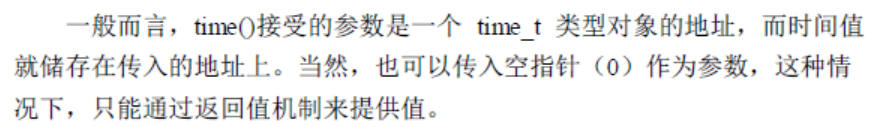 一般而言，time()接受的参数是一个 time_t 类型对象的地址，而时间值
就储存在传入的地址上。当然，也可以传入空指针（0）作为参数，这种情
况下，只能通过返回值机制来提供值。